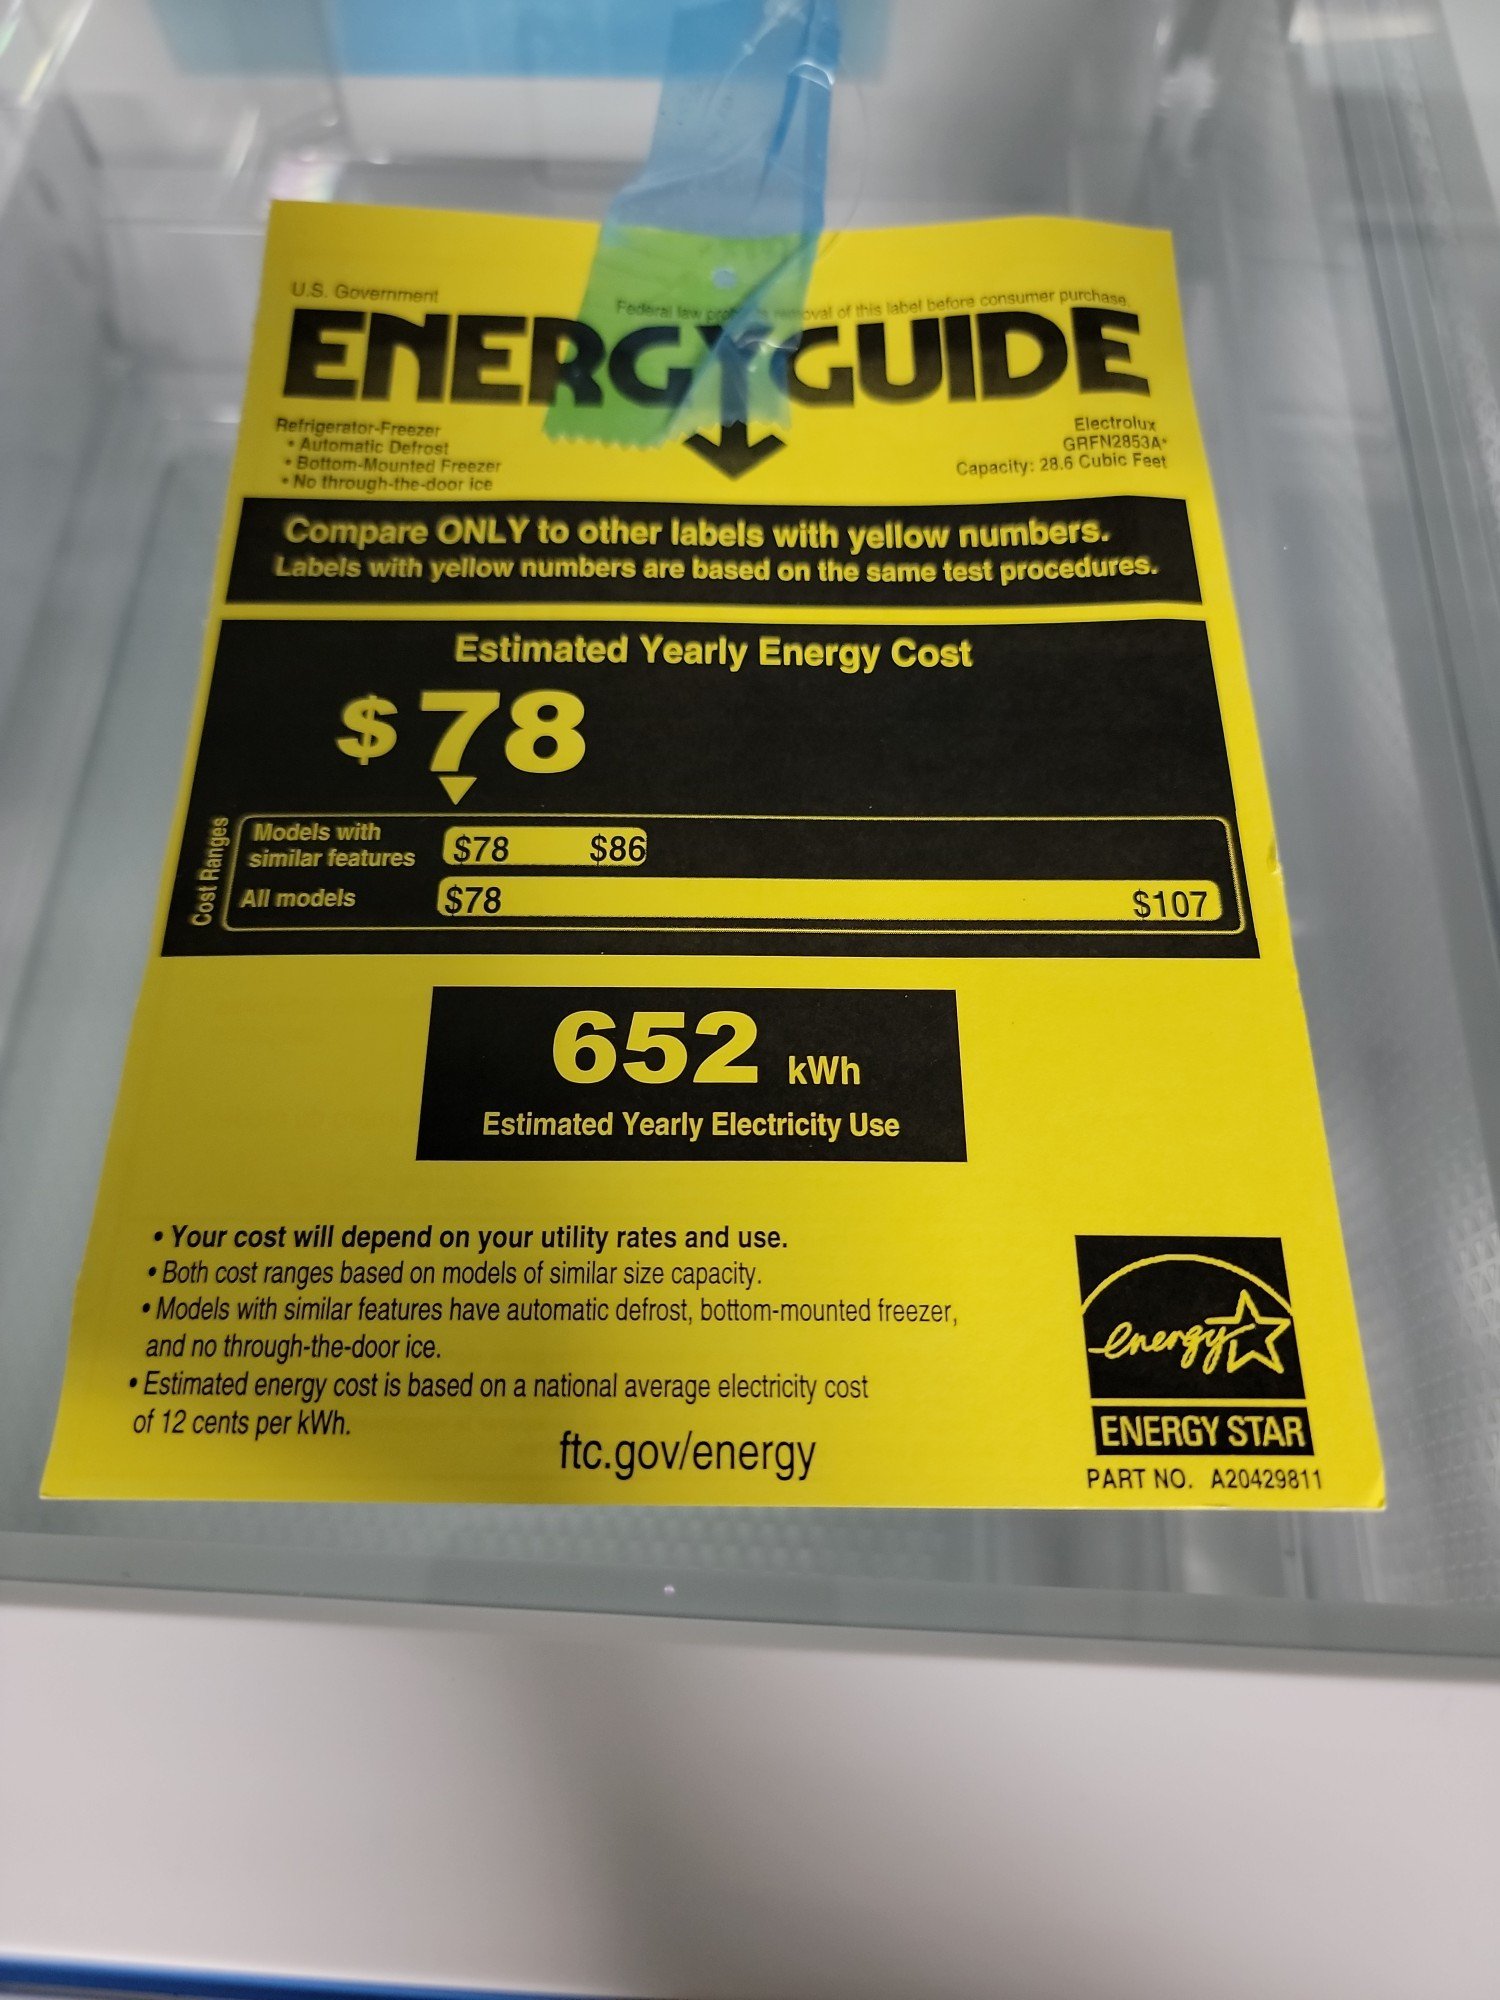 U.S. Government
Federal law removal of this label before consumer purchase.
ENERGYGUIDE
Refrigerator-Freezer
• Automatic Defrost
• Bottom-Mounted Freezer
• No through-the-door ice
Electrolux
GRFN2853A*
Capacity: 28.6 Cubic Feet
Compare ONLY to other labels with yellow numbers.
Labels with yellow numbers are based on the same test procedures.
Estimated Yearly Energy Cost
$78
Cost Ranges
Models with
similar features
$78 $86
All models
$78 $107
652 kWh
Estimated Yearly Electricity Use
• Your cost will depend on your utility rates and use.
• Both cost ranges based on models of similar size capacity.
• Models with similar features have automatic defrost, bottom-mounted freezer,
and no through-the-door ice.
• Estimated energy cost is based on a national average electricity cost
of 12 cents per kWh.
ftc.gov/energy
energy
ENERGY STAR
PART NO. A20429811